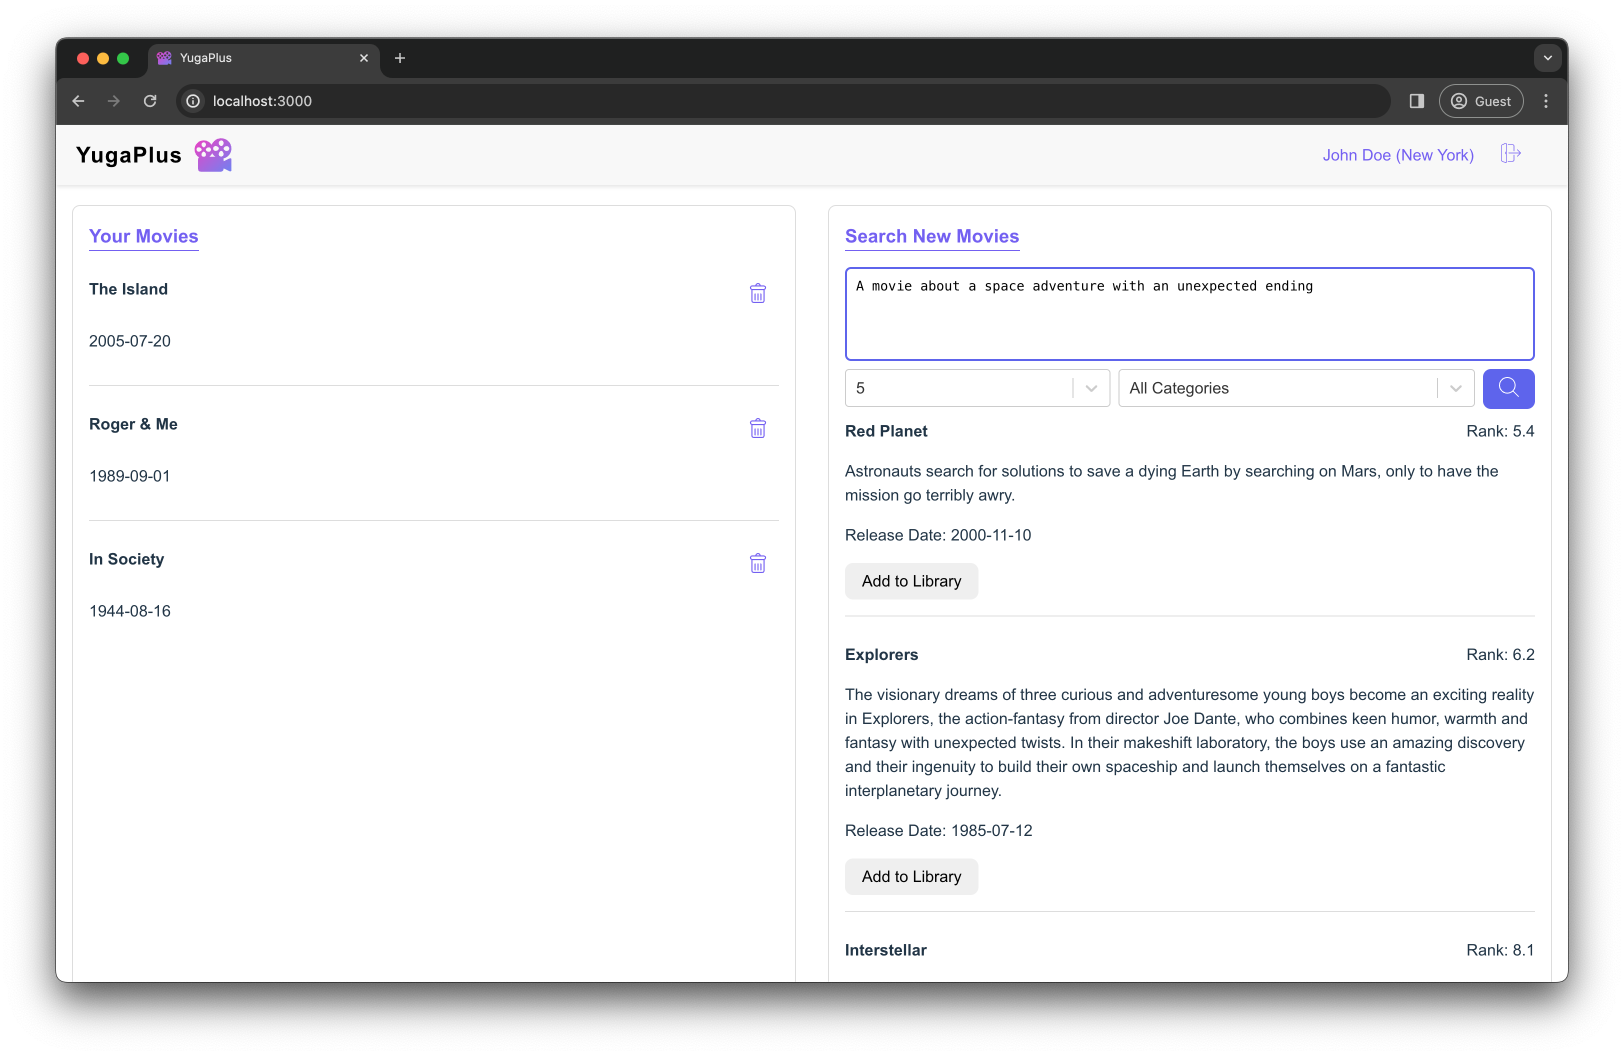 YugaPlus
localhost:3000
Guest
YugaPlus
John Doe (New York)
Your Movies
The Island
2005-07-20
Roger & Me
1989-09-01
In Society
1944-08-16
Search New Movies
A movie about a space adventure with an unexpected ending
5
All Categories
Red Planet
Rank: 5.4
Astronauts search for solutions to save a dying Earth by searching on Mars, only to have the
mission go terribly awry.
Release Date: 2000-11-10
Add to Library
Explorers
Rank: 6.2
The visionary dreams of three curious and adventuresome young boys become an exciting reality
in Explorers, the action-fantasy from director Joe Dante, who combines keen humor, warmth and
fantasy with unexpected twists. In their makeshift laboratory, the boys use an amazing discovery
and their ingenuity to build their own spaceship and launch themselves on a fantastic
interplanetary journey.
Release Date: 1985-07-12
Add to Library
Interstellar
Rank: 8.1